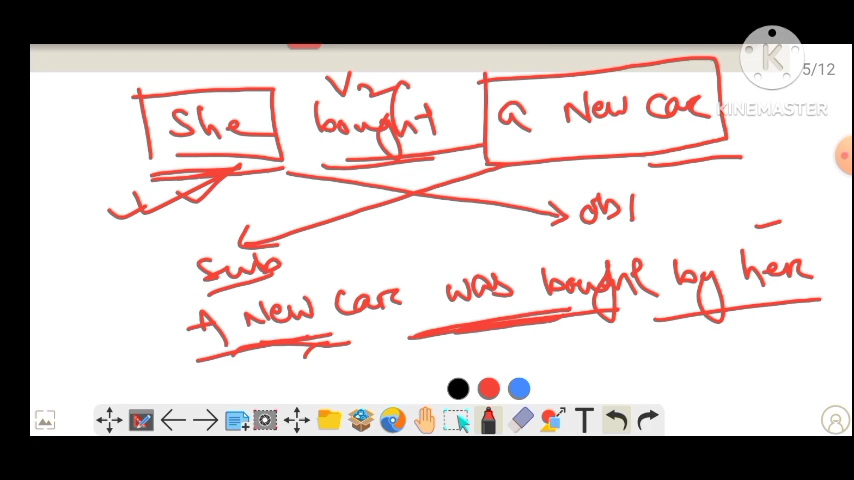 5/12
KINEMASTER
V2
She bought a New car
obj
sub
A New car was bought by her
T